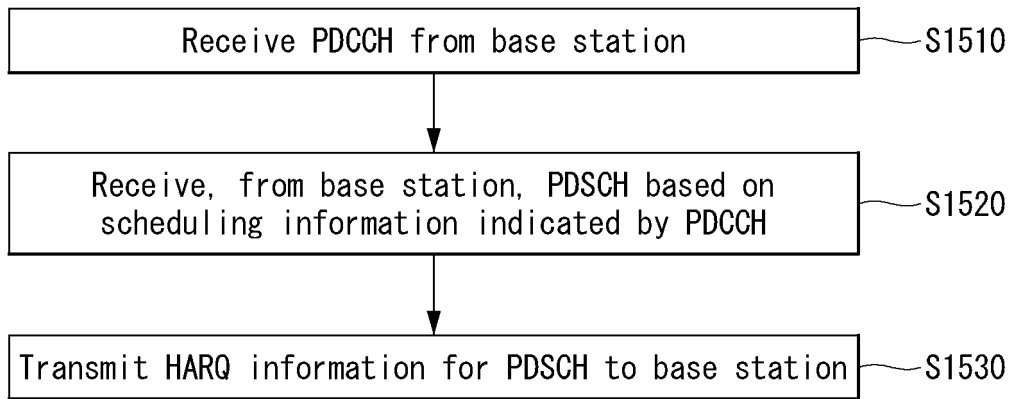 Receive PDCCH from base station
S1510
Receive, from base station, PDSCH based on
scheduling information indicated by PDCCH
S1520
Transmit HARQ information for PDSCH to base station
S1530